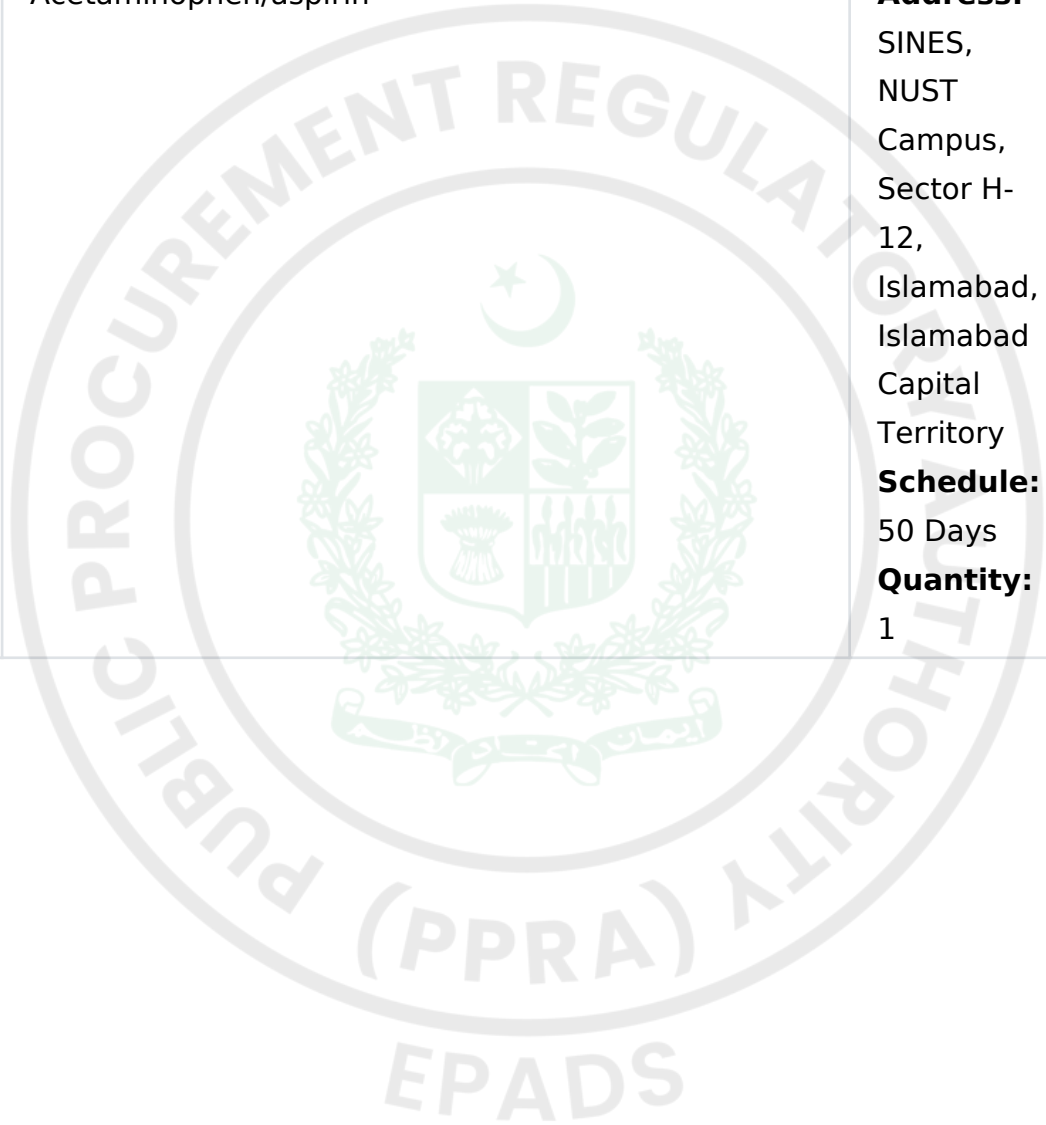 Acetaminophen/aspirin
Address:
SINES,
NUST
Campus,
Sector H-
12,
Islamabad,
Islamabad
Capital
Territory
Schedule:
50 Days
Quantity:
1
PUBLIC PROCUREMENT REGULATORY AUTHORITY
(PPRA)
EPADS